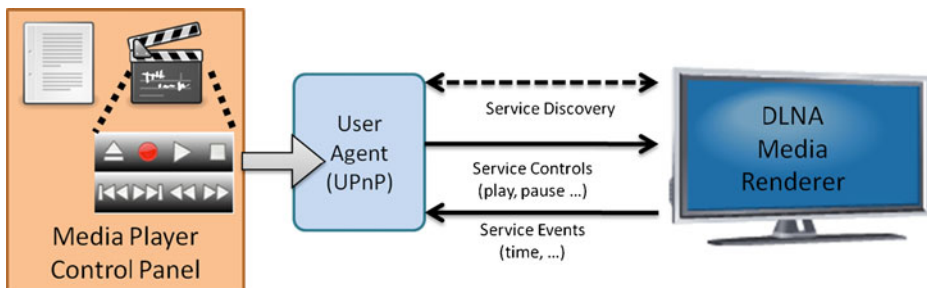 Media Player
Control Panel
User
Agent
(UPnP)
Service Discovery
Service Controls
(play, pause ...)
Service Events
(time, ...)
DLNA
Media
Renderer